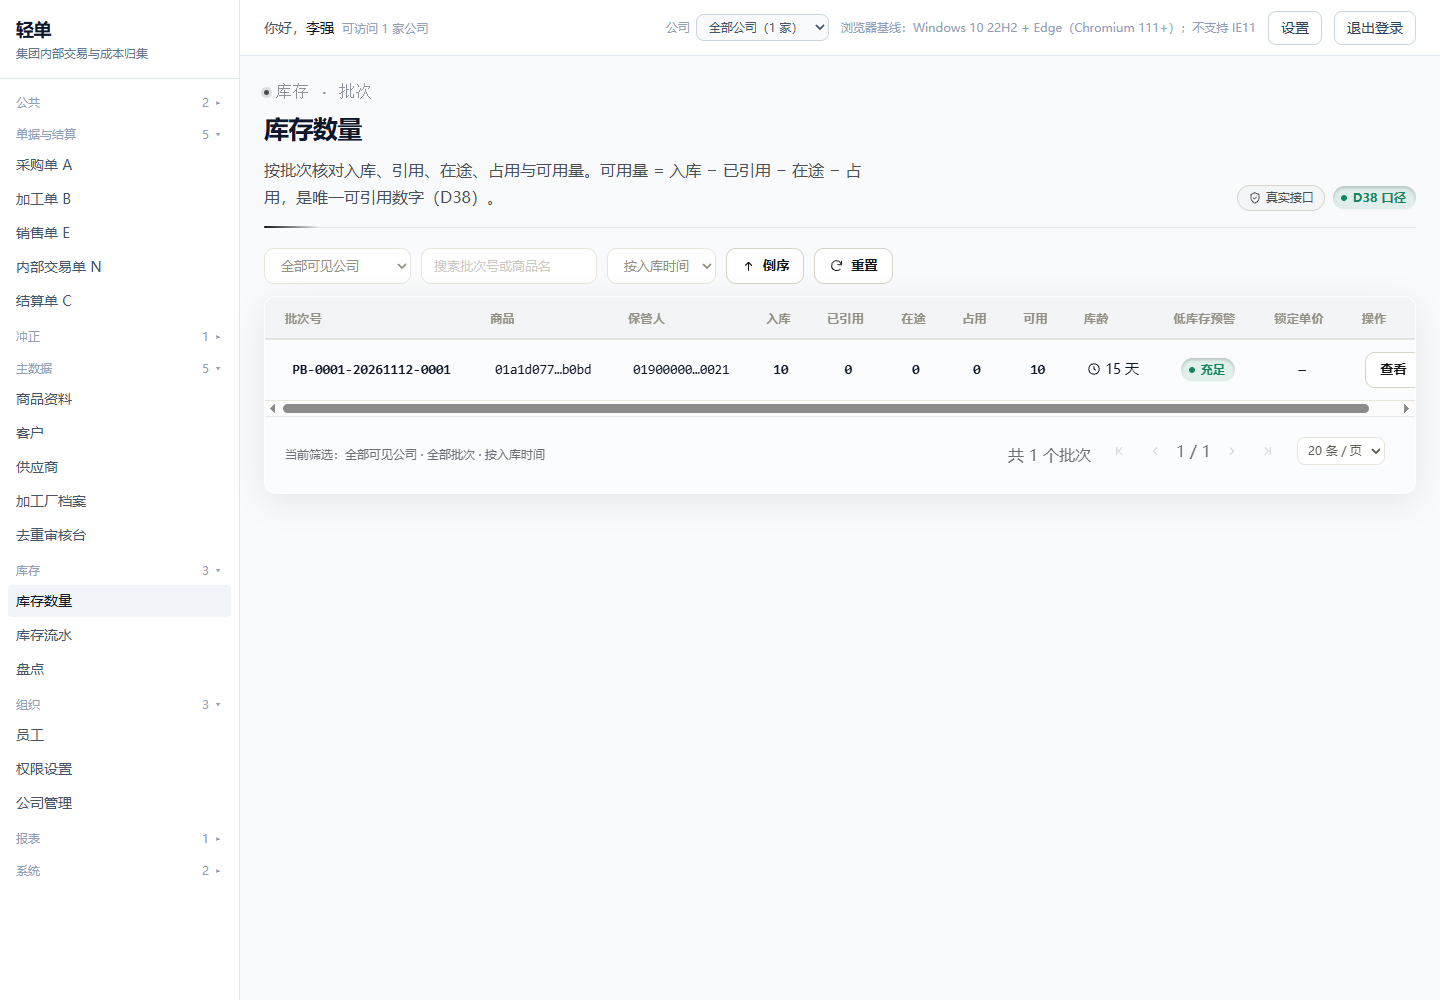 轻单
集团内部交易与成本归集
公共 2
单据与结算 5
采购单 A
加工单 B
销售单 E
内部交易单 N
结算单 C
冲正 1
主数据 5
商品资料
客户
供应商
加工厂档案
去重审核台
库存 3
库存数量
库存流水
盘点
组织 3
员工
权限设置
公司管理
报表 1
系统 2
你好，李强 可访问 1 家公司
公司 全部公司（1 家） 浏览器基线：Windows 10 22H2 + Edge（Chromium 111+）；不支持 IE11 设置 退出登录
库存 · 批次
库存数量
按批次核对入库、引用、在途、占用与可用量。可用量 = 入库 − 已引用 − 在途 − 占
用，是唯一可引用数字（D38）。
真实接口 D38 口径
全部可见公司 搜索批次号或商品名 按入库时间 倒序 重置
批次号 商品 保管人 入库 已引用 在途 占用 可用 库龄 低库存预警 锁定单价 操作
PB-0001-20261112-0001 01a1d077…b0bd 01900000…0021 10 0 0 0 10 15 天 充足 — 查看
当前筛选：全部可见公司 · 全部批次 · 按入库时间
共 1 个批次 1 / 1 20 条 / 页